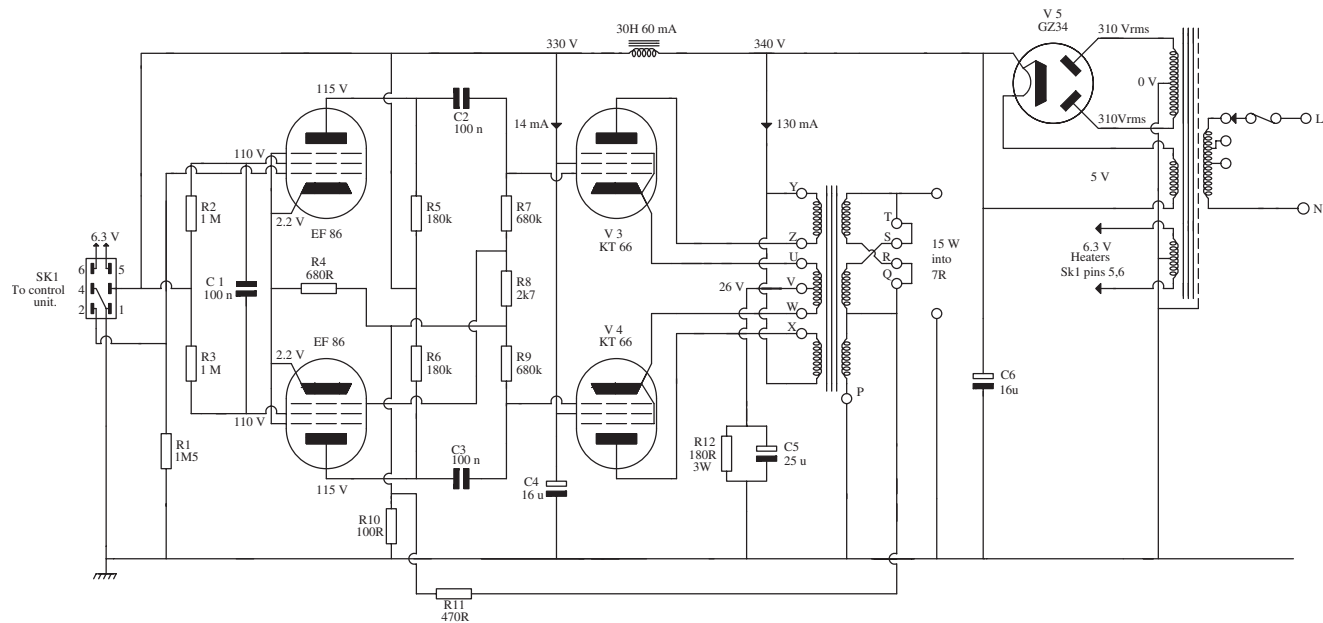 V 5
GZ34
310 Vrms
30H 60 mA
330 V
340 V
0 V
115 V
C2
100 n
14 mA
130 mA
310Vrms
L
110 V
Y
5 V
R2
1 M
2.2 V
EF 86
R5
180k
R7
680k
V 3
KT 66
Z
T
S
R
Q
15 W
into
7R
N
6.3 V
SK1
To control
unit.
6
5
4
2
1
C 1
100 n
R4
680R
R8
2k7
26 V
U
V
W
X
6.3 V
Heaters
Sk1 pins 5,6
R3
1 M
2.2 V
EF 86
R6
180k
R9
680k
V 4
KT 66
P
C6
16u
110 V
R1
1M5
115 V
C3
100 n
C4
16 u
R12
180R
3W
C5
25 u
R10
100R
R11
470R